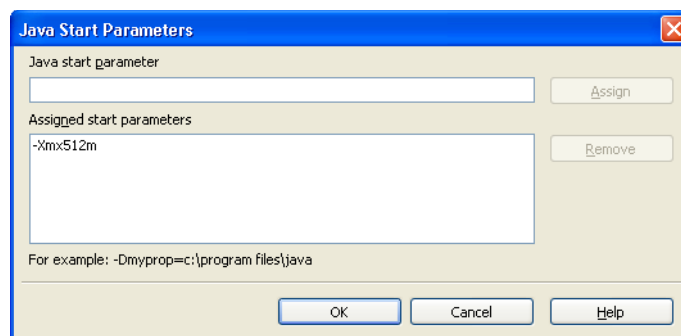 Java Start Parameters
Java start parameter
Assign
Assigned start parameters
-Xmx512m
Remove
For example: -Dmyprop=c:\program files\java
OK Cancel Help